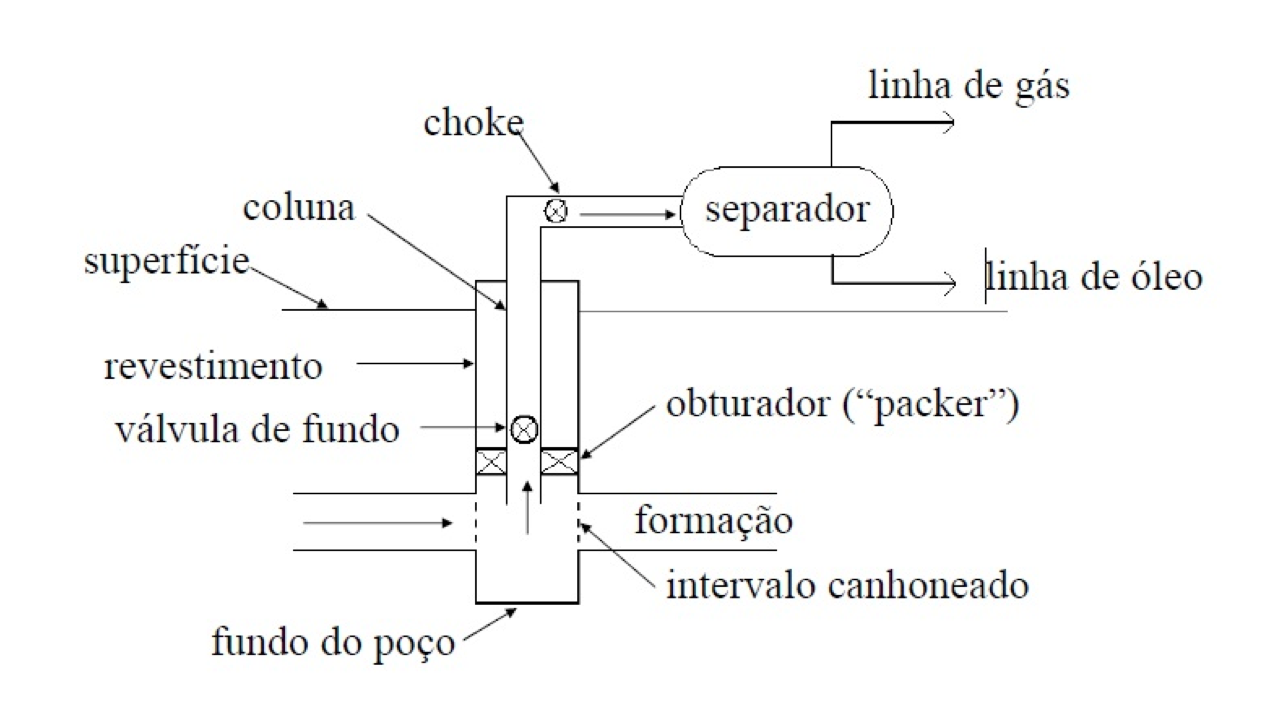 linha de gás
choke
coluna
separador
superfície
linha de óleo
revestimento
obturador (“packer”)
válvula de fundo
formação
intervalo canhoneado
fundo do poço